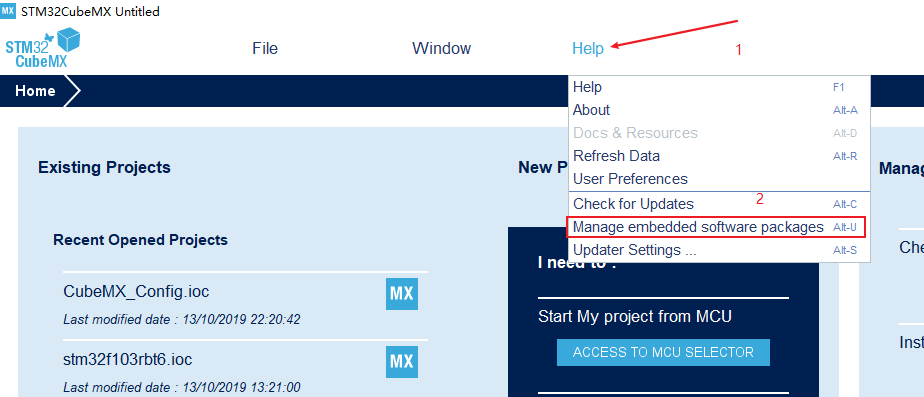 MX STM32CubeMX Untitled
STM32
CubeMX
File Window Help 1
Home
Help F1
About Alt-A
Docs & Resources Alt-D
Refresh Data Alt-R
User Preferences
2
Check for Updates Alt-C
Manage embedded software packages Alt-U
Updater Settings ... Alt-S
Existing Projects
Recent Opened Projects
CubeMX_Config.ioc MX
Last modified date : 13/10/2019 22:20:42
stm32f103rbt6.ioc MX
Last modified date : 13/10/2019 13:21:00
New P
I need to :
Start My project from MCU
ACCESS TO MCU SELECTOR
Manag
Che
Inst